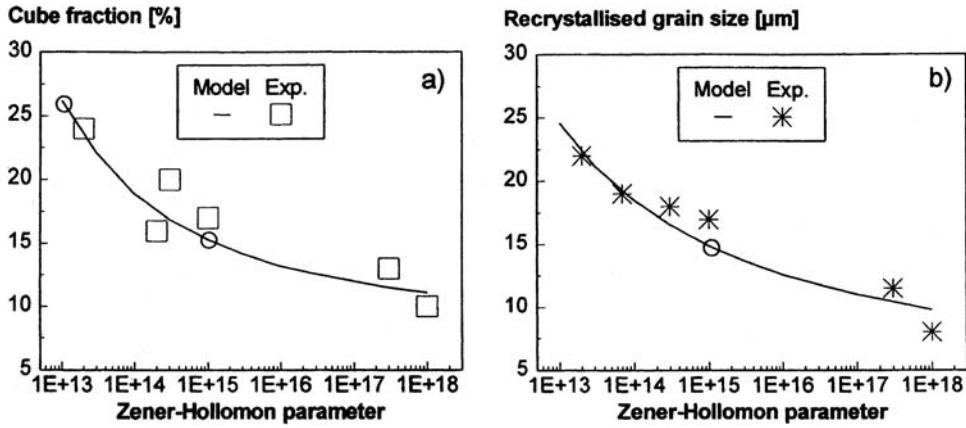 Cube fraction [%]
30
25
20
15
10
5
Model Exp.
a)
1E+13 1E+14 1E+15 1E+16 1E+17 1E+18
Zener-Hollomon parameter
Recrystallised grain size [µm]
30
25
20
15
10
5
Model Exp.
b)
1E+13 1E+14 1E+15 1E+16 1E+17 1E+18
Zener-Hollomon parameter